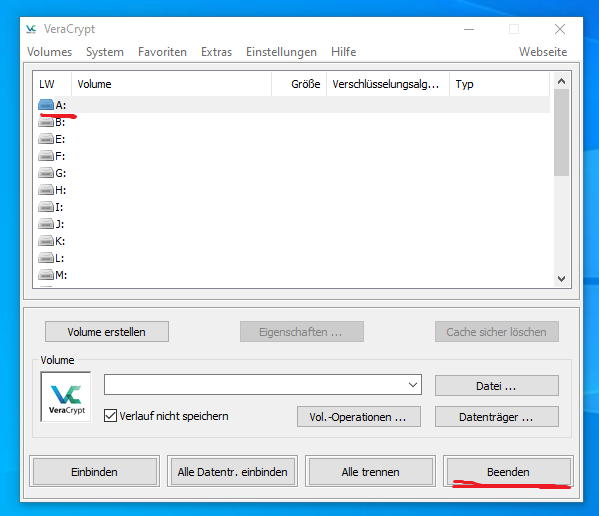 VeraCrypt
Volumes System Favoriten Extras Einstellungen Hilfe Webseite
LW Volume Größe Verschlüsselungsalg... Typ
A:
B:
E:
F:
G:
H:
I:
J:
K:
L:
M:
Volume erstellen Eigenschaften ... Cache sicher löschen
Volume
VeraCrypt
Datei ...
Verlauf nicht speichern Vol.-Operationen ... Datenträger ...
Einbinden Alle Datentr. einbinden Alle trennen Beenden